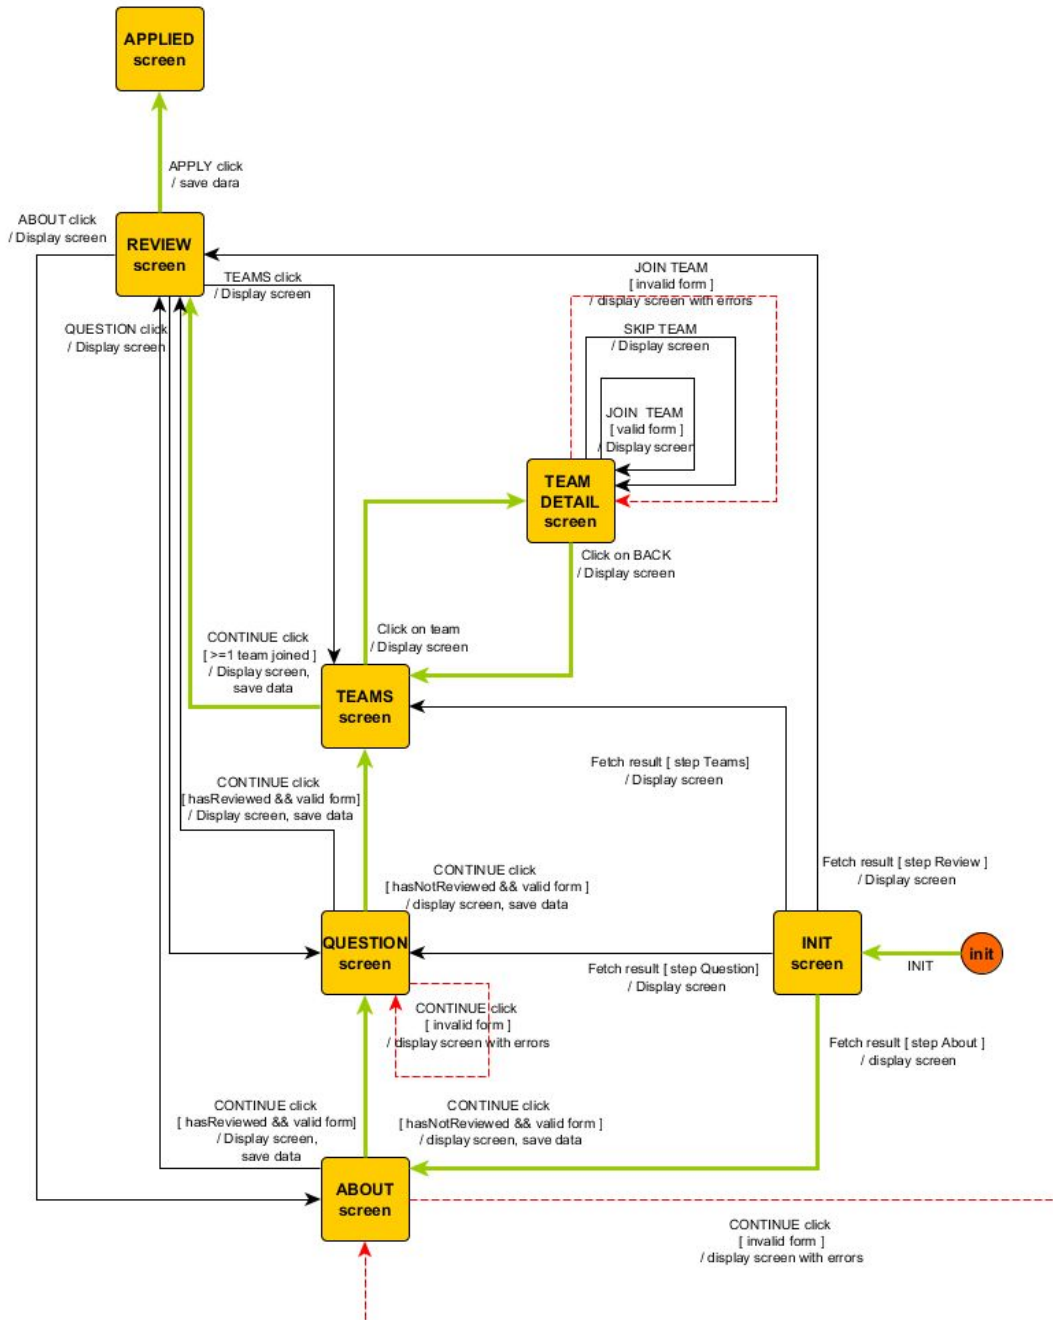 APPLIED
screen
APPLY click
/ save dara
ABOUT click
/ Display screen
REVIEW
screen
TEAMS click
/ Display screen
QUESTION click
/ Display screen
JOIN TEAM
[ invalid form ]
/ display screen with errors
SKIP TEAM
/ Display screen
JOIN TEAM
[ valid form ]
/ Display screen
TEAM
DETAIL
screen
Click on BACK
/ Display screen
Click on team
/ Display screen
CONTINUE click
[ >=1 team joined ]
/ Display screen,
save data
TEAMS
screen
Fetch result [ step Teams]
/ Display screen
CONTINUE click
[ hasReviewed && valid form]
/ Display screen, save data
CONTINUE click
[ hasNotReviewed && valid form ]
/ display screen, save data
Fetch result [ step Review ]
/ Display screen
QUESTION
screen
INIT
screen
init
INIT
Fetch result [ step Question]
/ Display screen
CONTINUE click
[ invalid form ]
/ display screen with errors
Fetch result [ step About ]
/ display screen
CONTINUE click
[ hasReviewed && valid form]
/ Display screen,
save data
CONTINUE click
[ hasNotReviewed && valid form ]
/ display screen, save data
ABOUT
screen
CONTINUE click
[ invalid form ]
/ display screen with errors